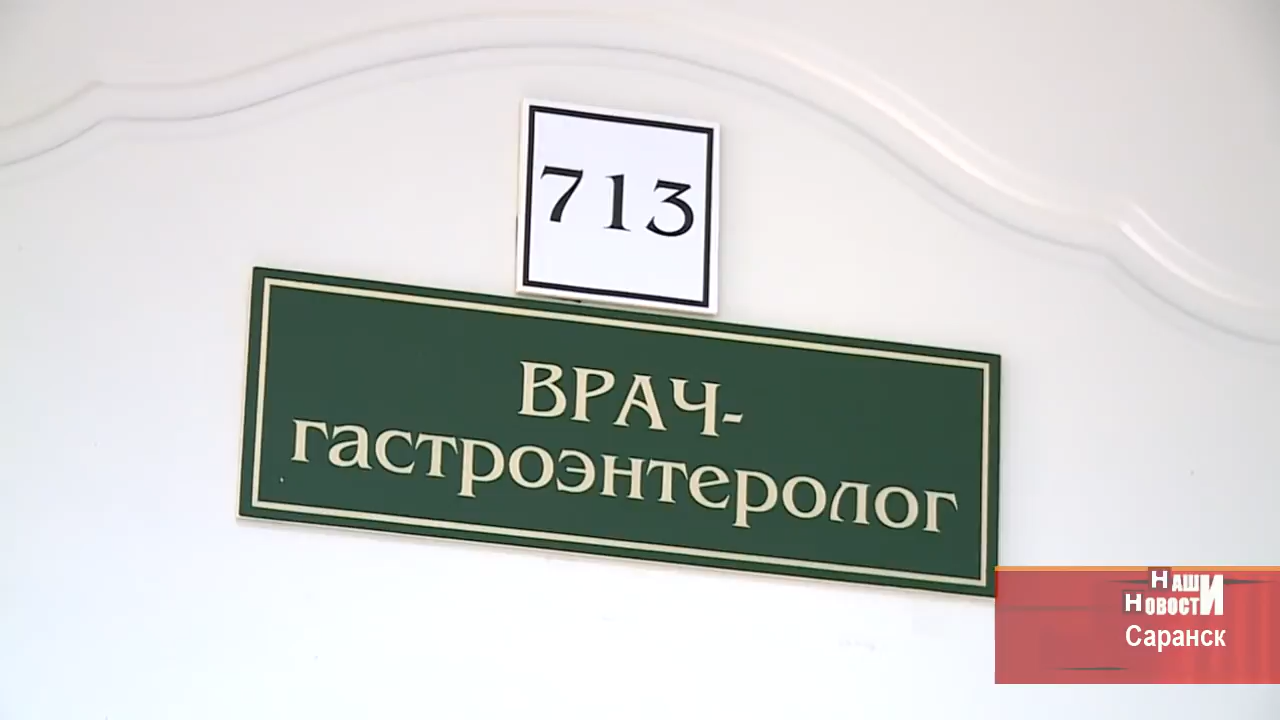 713
ВРАЧ-
гастроэнтеролог
НАШИ
НОВОСТИ
Саранск